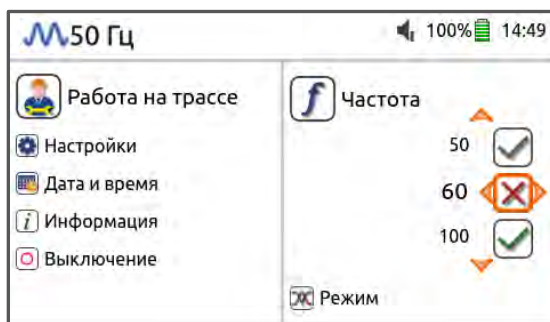 50 Гц
100% 14:49
Работа на трассе
Настройки
Дата и время
i Информация
Выключение
f Частота
50
60
100
Режим